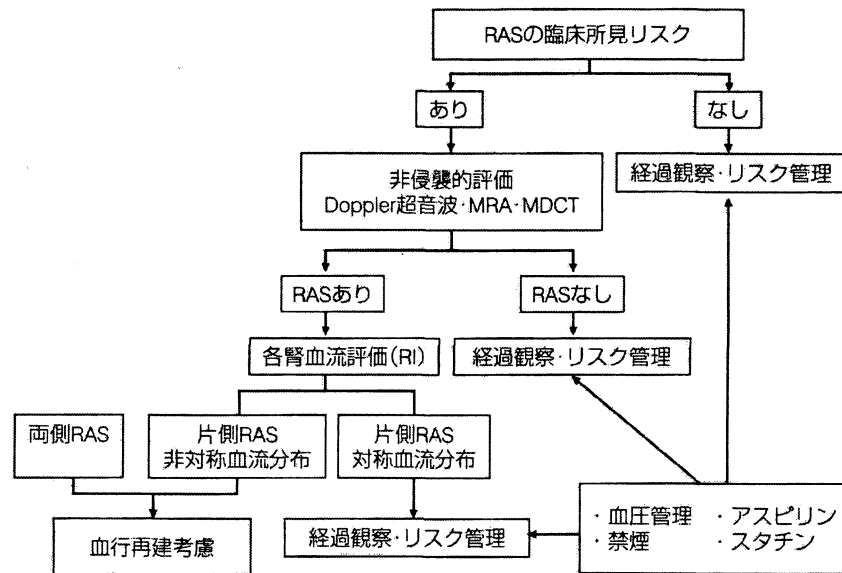 RASの臨床所見リスク
あり
なし
非侵襲的評価
Doppler超音波·MRA·MDCT
経過観察·リスク管理
RASあり
RASなし
各腎血流評価(RI)
経過観察·リスク管理
両側RAS
片側RAS
非対称血流分布
片側RAS
対称血流分布
血行再建考慮
経過観察·リスク管理
·血圧管理 ·アスピリン
·禁煙 ·スタチン